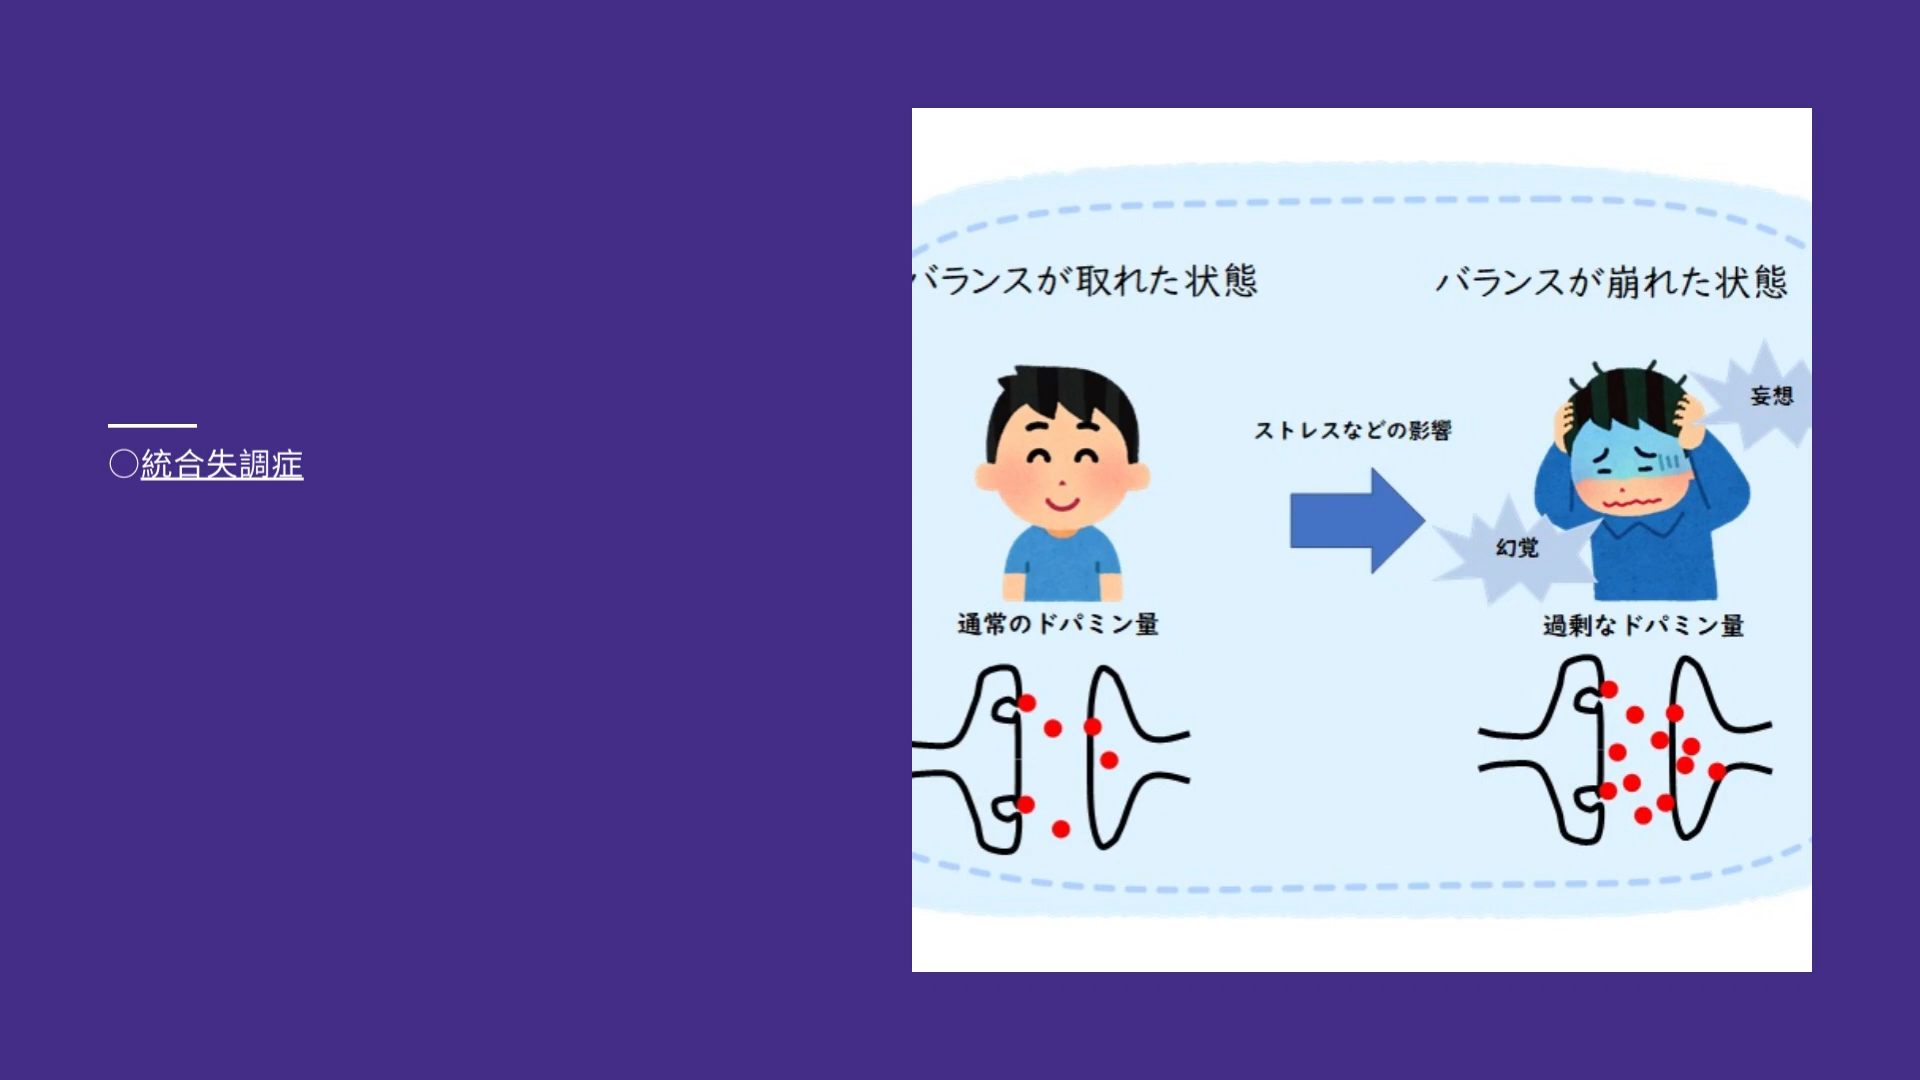 〇統合失調症
バランスが取れた状態
バランスが崩れた状態
妄想
ストレスなどの影響
幻覚
通常のドパミン量
過剰なドパミン量